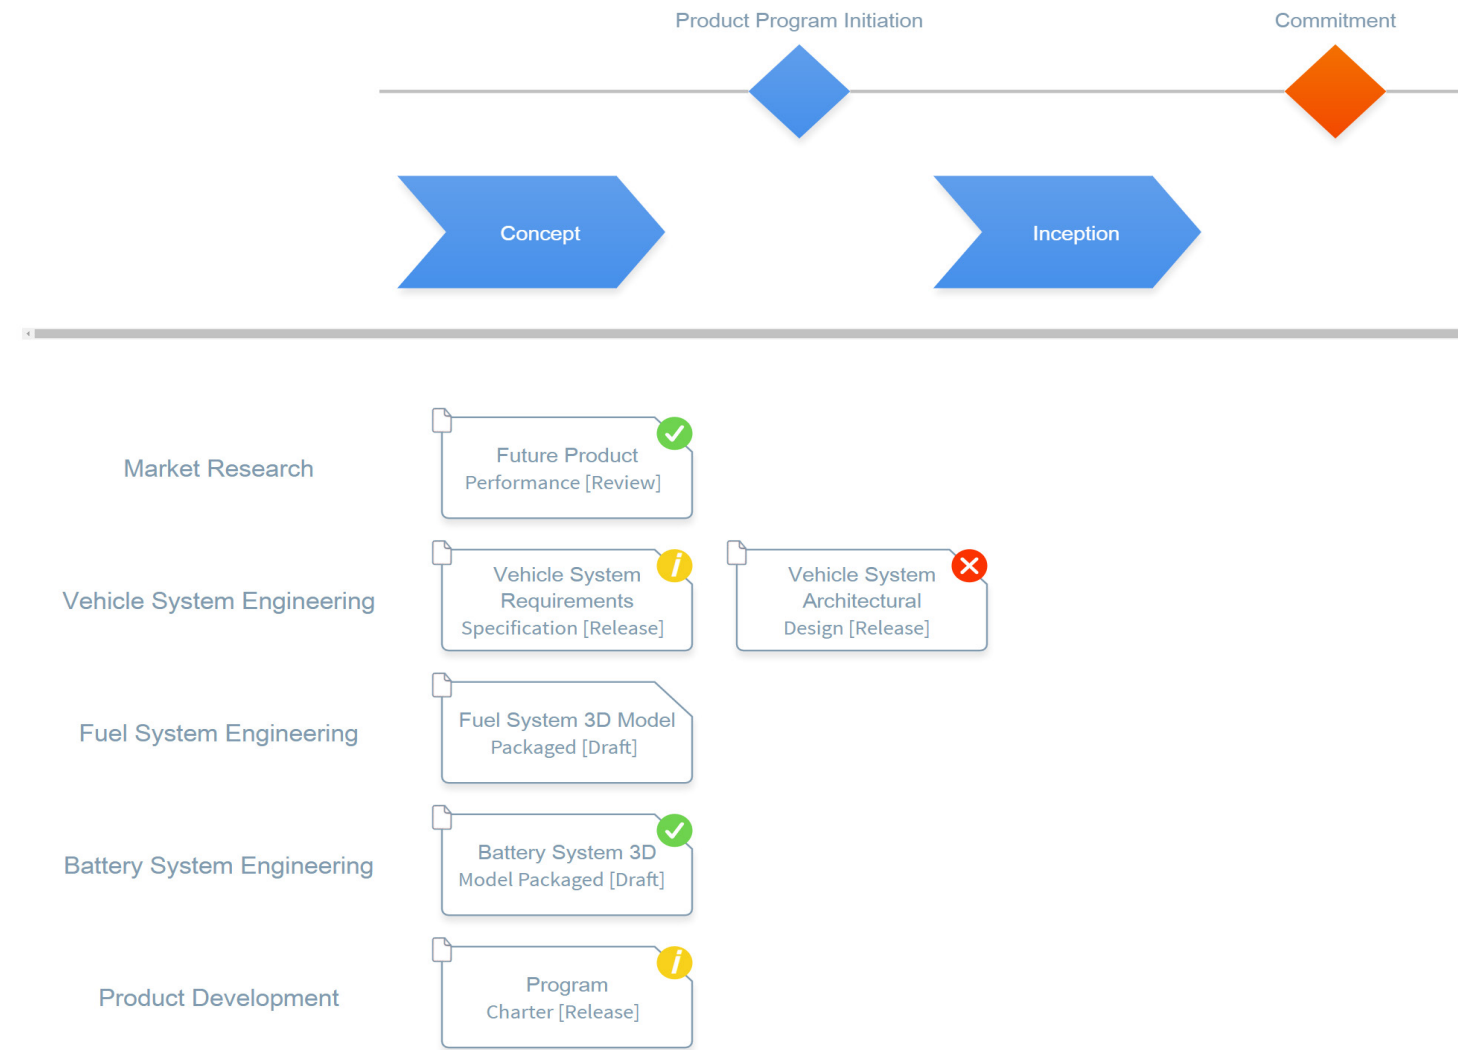 Product Program Initiation
Commitment
Concept
Inception
Market Research
Future Product
Performance [Review]
Vehicle System Engineering
Vehicle System
Requirements
Specification [Release]
Vehicle System
Architectural
Design [Release]
Fuel System Engineering
Fuel System 3D Model
Packaged [Draft]
Battery System Engineering
Battery System 3D
Model Packaged [Draft]
Product Development
Program
Charter [Release]